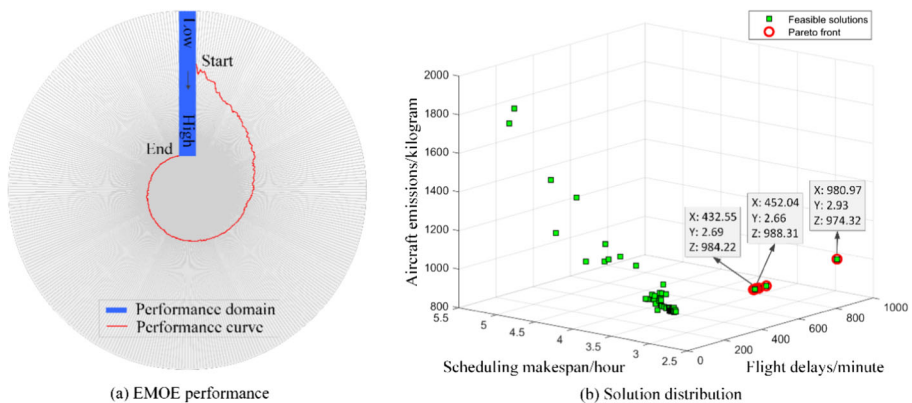 Low
High
Start
End
Performance domain
Performance curve
(a) EMOE performance
Feasible solutions
Pareto front
Aircraft emissions/kilogram
2000
1800
1600
1400
1200
1000
800
X: 432.55
Y: 2.69
Z: 984.22
X: 452.04
Y: 2.66
Z: 988.31
X: 980.97
Y: 2.93
Z: 974.32
5.5
5
4.5
4
3.5
3
2.5
0
200
400
600
800
1000
Scheduling makespan/hour
Flight delays/minute
(b) Solution distribution